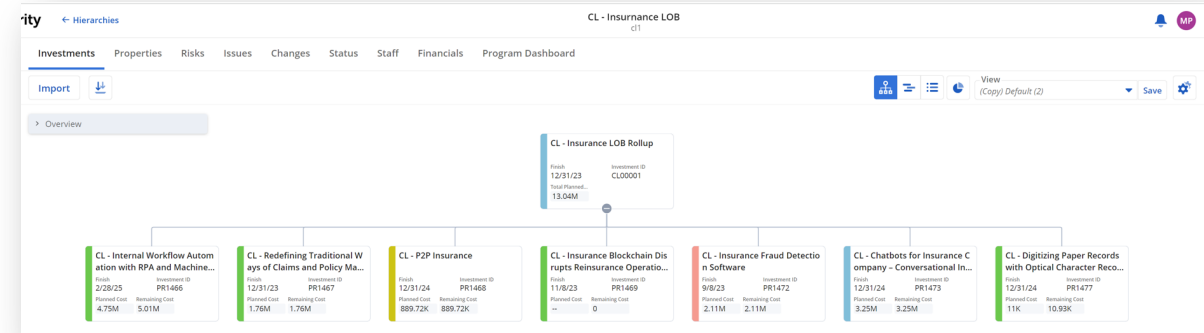 rity
← Hierarchies
CL - Insurnance LOB
cl1
MP
Investments Properties Risks Issues Changes Status Staff Financials Program Dashboard
Import
View
(Copy) Default (2)
Save
> Overview
CL - Insurance LOB Rollup
Finish Investment ID
12/31/23 CL00001
Total Planned...
13.04M
CL - Internal Workflow Autom
ation with RPA and Machine...
Finish Investment ID
2/28/25 PR1466
Planned Cost Remaining Cost
4.75M 5.01M
CL - Redefining Traditional W
ays of Claims and Policy Ma...
Finish Investment ID
12/31/23 PR1467
Planned Cost Remaining Cost
1.76M 1.76M
CL - P2P Insurance
Finish Investment ID
12/31/24 PR1468
Planned Cost Remaining Cost
889.72K 889.72K
CL - Insurance Blockchain Dis
rupts Reinsurance Operatio...
Finish Investment ID
11/8/23 PR1469
Planned Cost Remaining Cost
-- 0
CL - Insurance Fraud Detectio
n Software
Finish Investment ID
9/8/23 PR1472
Planned Cost Remaining Cost
2.11M 2.11M
CL - Chatbots for Insurance C
ompany – Conversational In...
Finish Investment ID
12/31/24 PR1473
Planned Cost Remaining Cost
3.25M 3.25M
CL - Digitizing Paper Records
with Optical Character Reco...
Finish Investment ID
12/31/24 PR1477
Planned Cost Remaining Cost
11K 10.93K